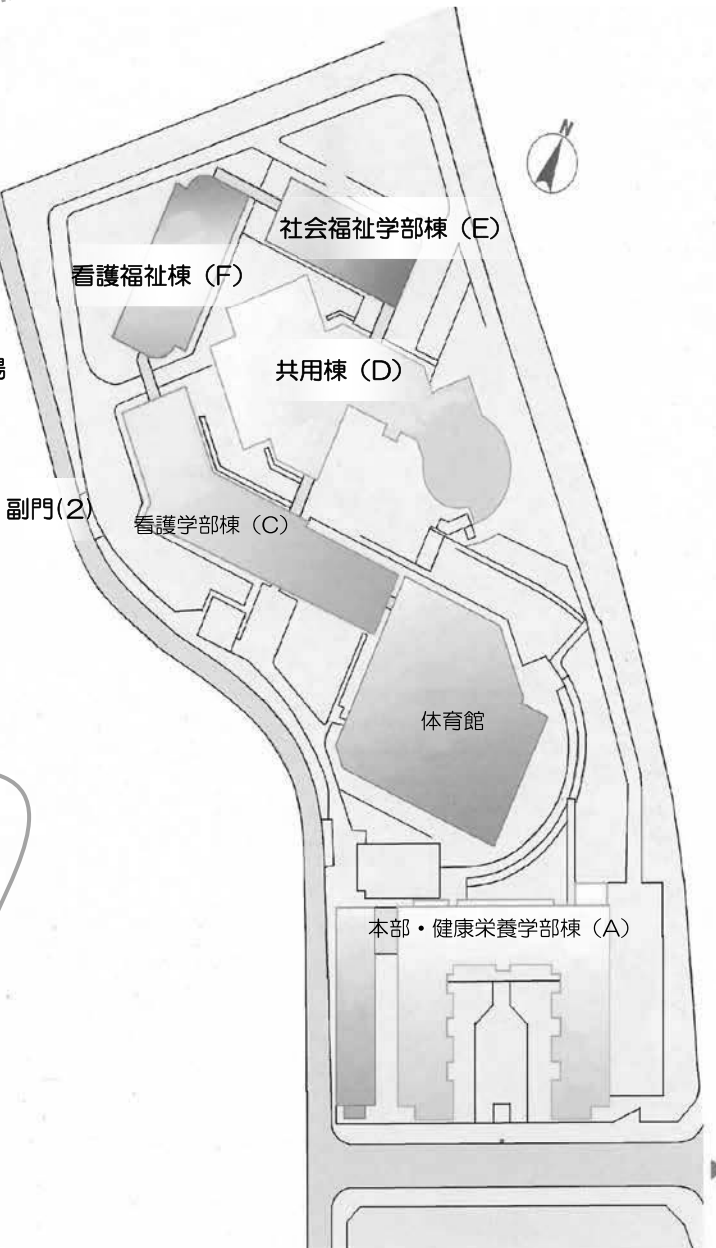 N
社会福祉学部棟（E）
看護福祉棟（F）
場
共用棟（D）
副門(2)
看護学部棟（C）
体育館
本部・健康栄養学部棟（A）